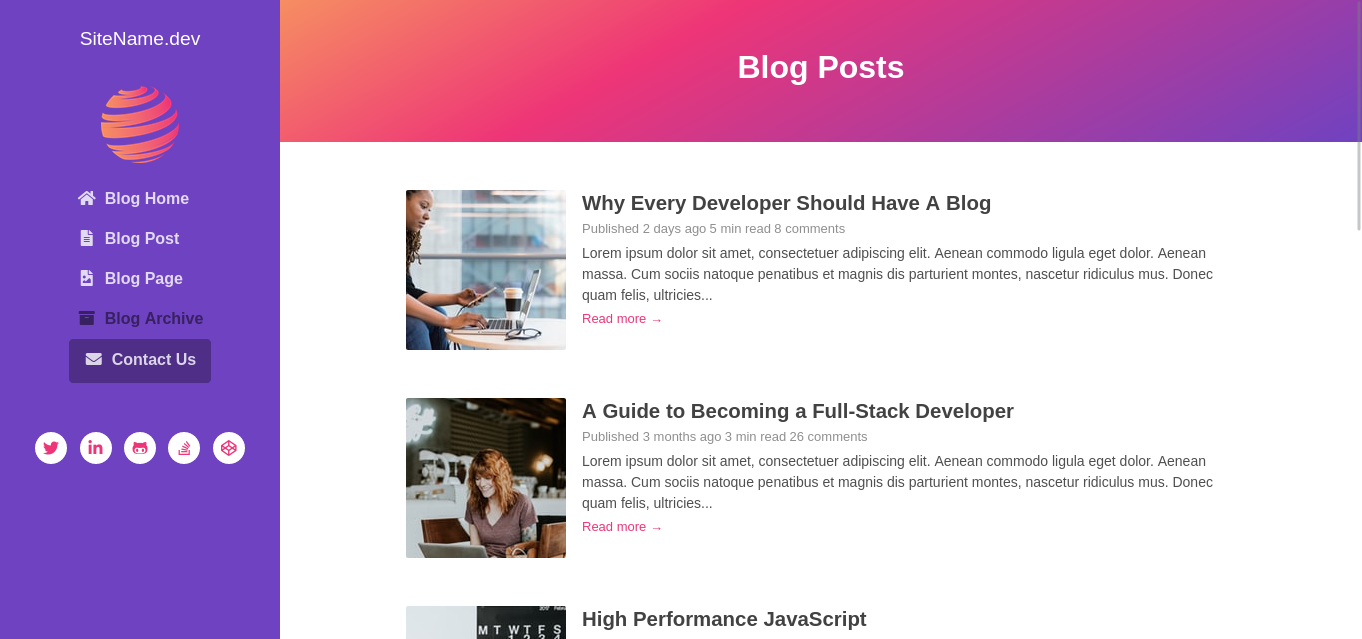 SiteName.dev
Blog Home
Blog Post
Blog Page
Blog Archive
Contact Us
Blog Posts
Why Every Developer Should Have A Blog
Published 2 days ago 5 min read 8 comments
Lorem ipsum dolor sit amet, consectetuer adipiscing elit. Aenean commodo ligula eget dolor. Aenean
massa. Cum sociis natoque penatibus et magnis dis parturient montes, nascetur ridiculus mus. Donec
quam felis, ultricies...
Read more →
A Guide to Becoming a Full-Stack Developer
Published 3 months ago 3 min read 26 comments
Lorem ipsum dolor sit amet, consectetuer adipiscing elit. Aenean commodo ligula eget dolor. Aenean
massa. Cum sociis natoque penatibus et magnis dis parturient montes, nascetur ridiculus mus. Donec
quam felis, ultricies...
Read more →
High Performance JavaScript
M T W T F S
1 2 3 4